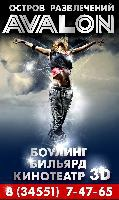 ОСТРОВ РАЗВЛЕЧЕНИЙ
AVALON
БОУЛИНГ
БИЛЬЯРД
КИНОТЕАТР 3D
8 (34551) 7-47-65